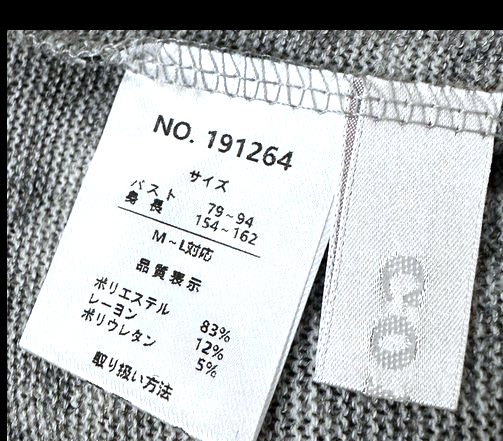 NO. 191264
サイズ
バスト 79~94
身長 154~162
M~L対応
品質表示
ポリエステル 83%
レーヨン 12%
ポリウレタン 5%
取り扱い方法
CO